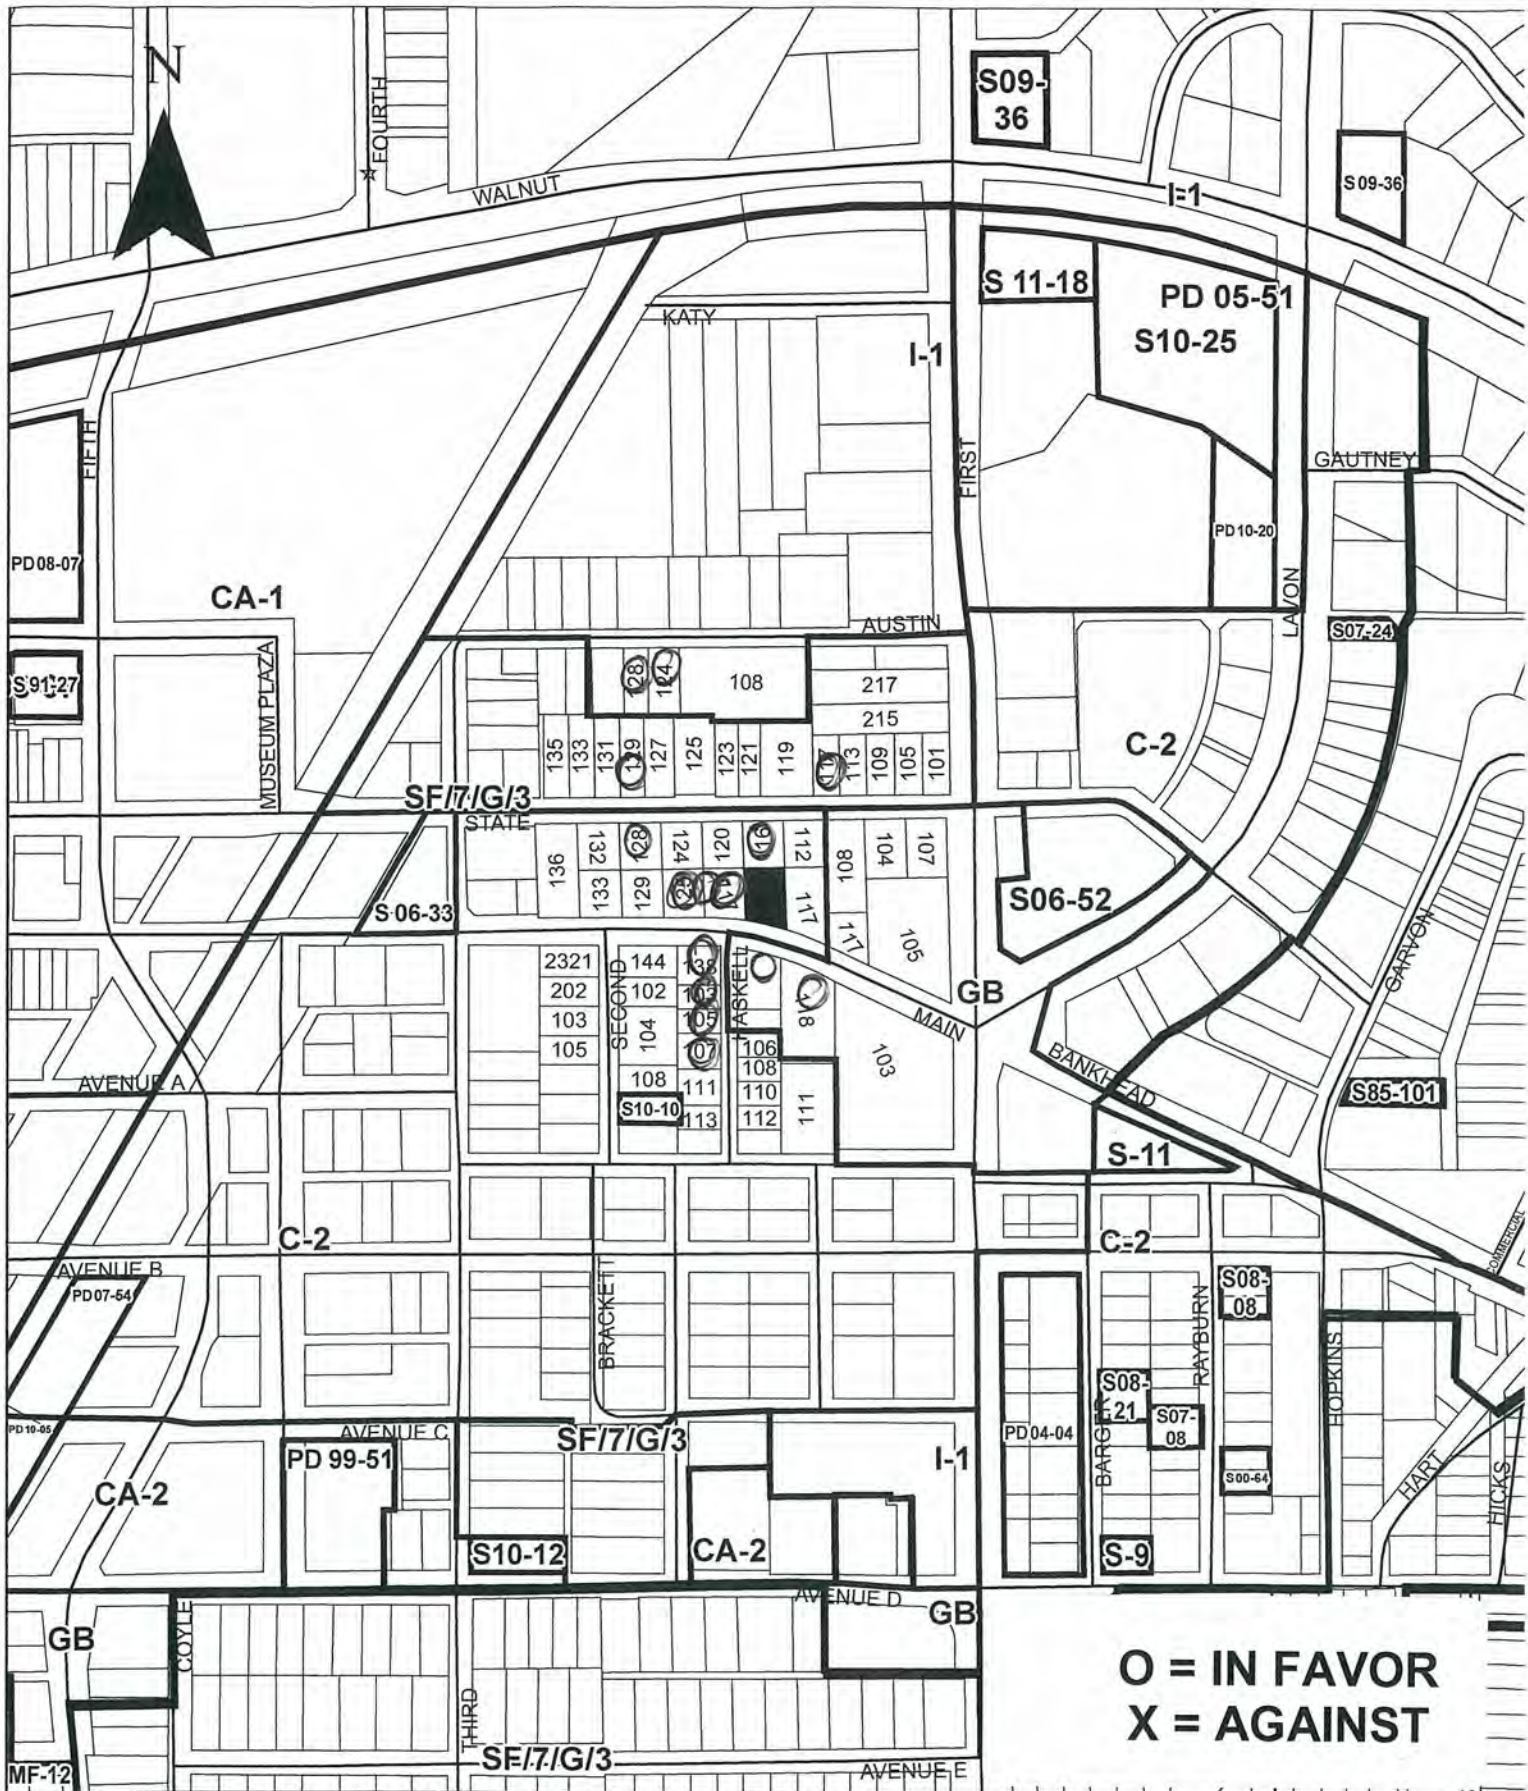 N
FOURTH
WALNUT
S09-
36
S09-36
I-1
S 11-18
PD 05-51
S10-25
KATY
I-1
FIRST
FIFTH
GAUTNEY
PD10-20
PD08-07
CA-1
LAVON
AUSTIN
S07-24
MUSEUM PLAZA
128
124
108
217
215
135
133
131
129
127
125
123
121
119
113
109
105
101
C-2
SF/7/G/3
STATE
136
132
128
124
120
116
112
108
104
107
133
129
125
117
117
105
S 06-33
S06-52
GARVON
2321
202
103
105
SECOND
144
102
104
108
S10-10
103
105
107
111
113
106
108
110
112
118
111
103
GB
MAIN
BANKHEAD
S85-101
AVENUE A
S-11
C-2
C-2
AVENUE B
PD07-54
BRACKETT
S08-
08
RAYBURN
HOPKINS
PD10-05
AVENUE C
PD 99-51
SF/7/G/3
I-1
PD04-04
S08-
21
S07-
08
S00-64
HART
HICKS
CA-2
S10-12
CA-2
S-9
AVENUE D
GB
GB
COYLE
O = IN FAVOR
X = AGAINST
THIRD
SF/7/G/3
MF-12
AVENUE E